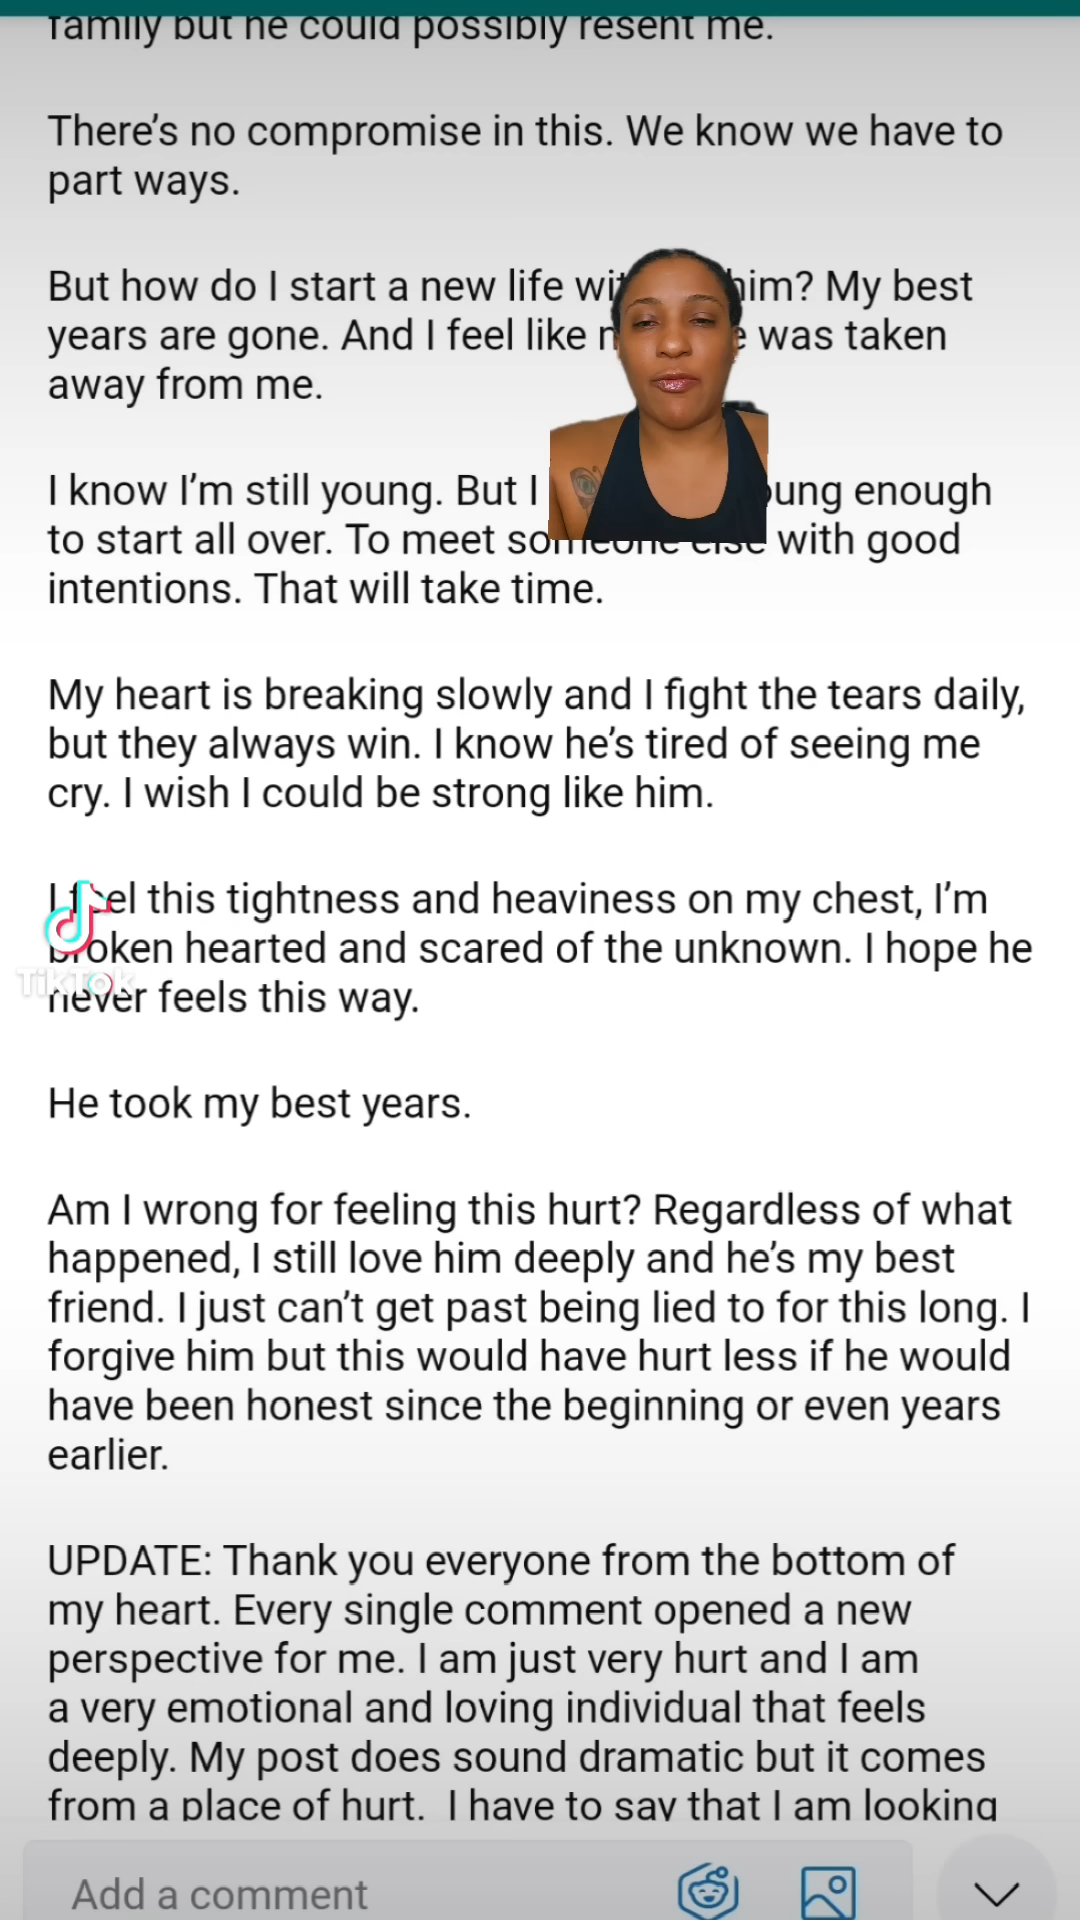 family but he could possibly resent me.
There's no compromise in this. We know we have to
part ways.
But how do I start a new life him? My best
years are gone. And I feel like was taken
away from me.
I know I'm still young. But I enough
to start all over. To meet someone else with good
intentions. That will take time.
My heart is breaking slowly and I fight the tears daily,
but they always win. I know he's tired of seeing me
cry. I wish I could be strong like him.
I feel this tightness and heaviness on my chest, I'm
broken hearted and scared of the unknown. I hope he
TikTok
never feels this way.
He took my best years.
Am I wrong for feeling this hurt? Regardless of what
happened, I still love him deeply and he's my best
friend. I just can't get past being lied to for this long. I
forgive him but this would have hurt less if he would
have been honest since the beginning or even years
earlier.
UPDATE: Thank you everyone from the bottom of
my heart. Every single comment opened a new
perspective for me. I am just very hurt and I am
a very emotional and loving individual that feels
deeply. My post does sound dramatic but it comes
from a place of hurt. I have to say that I am looking
Add a comment